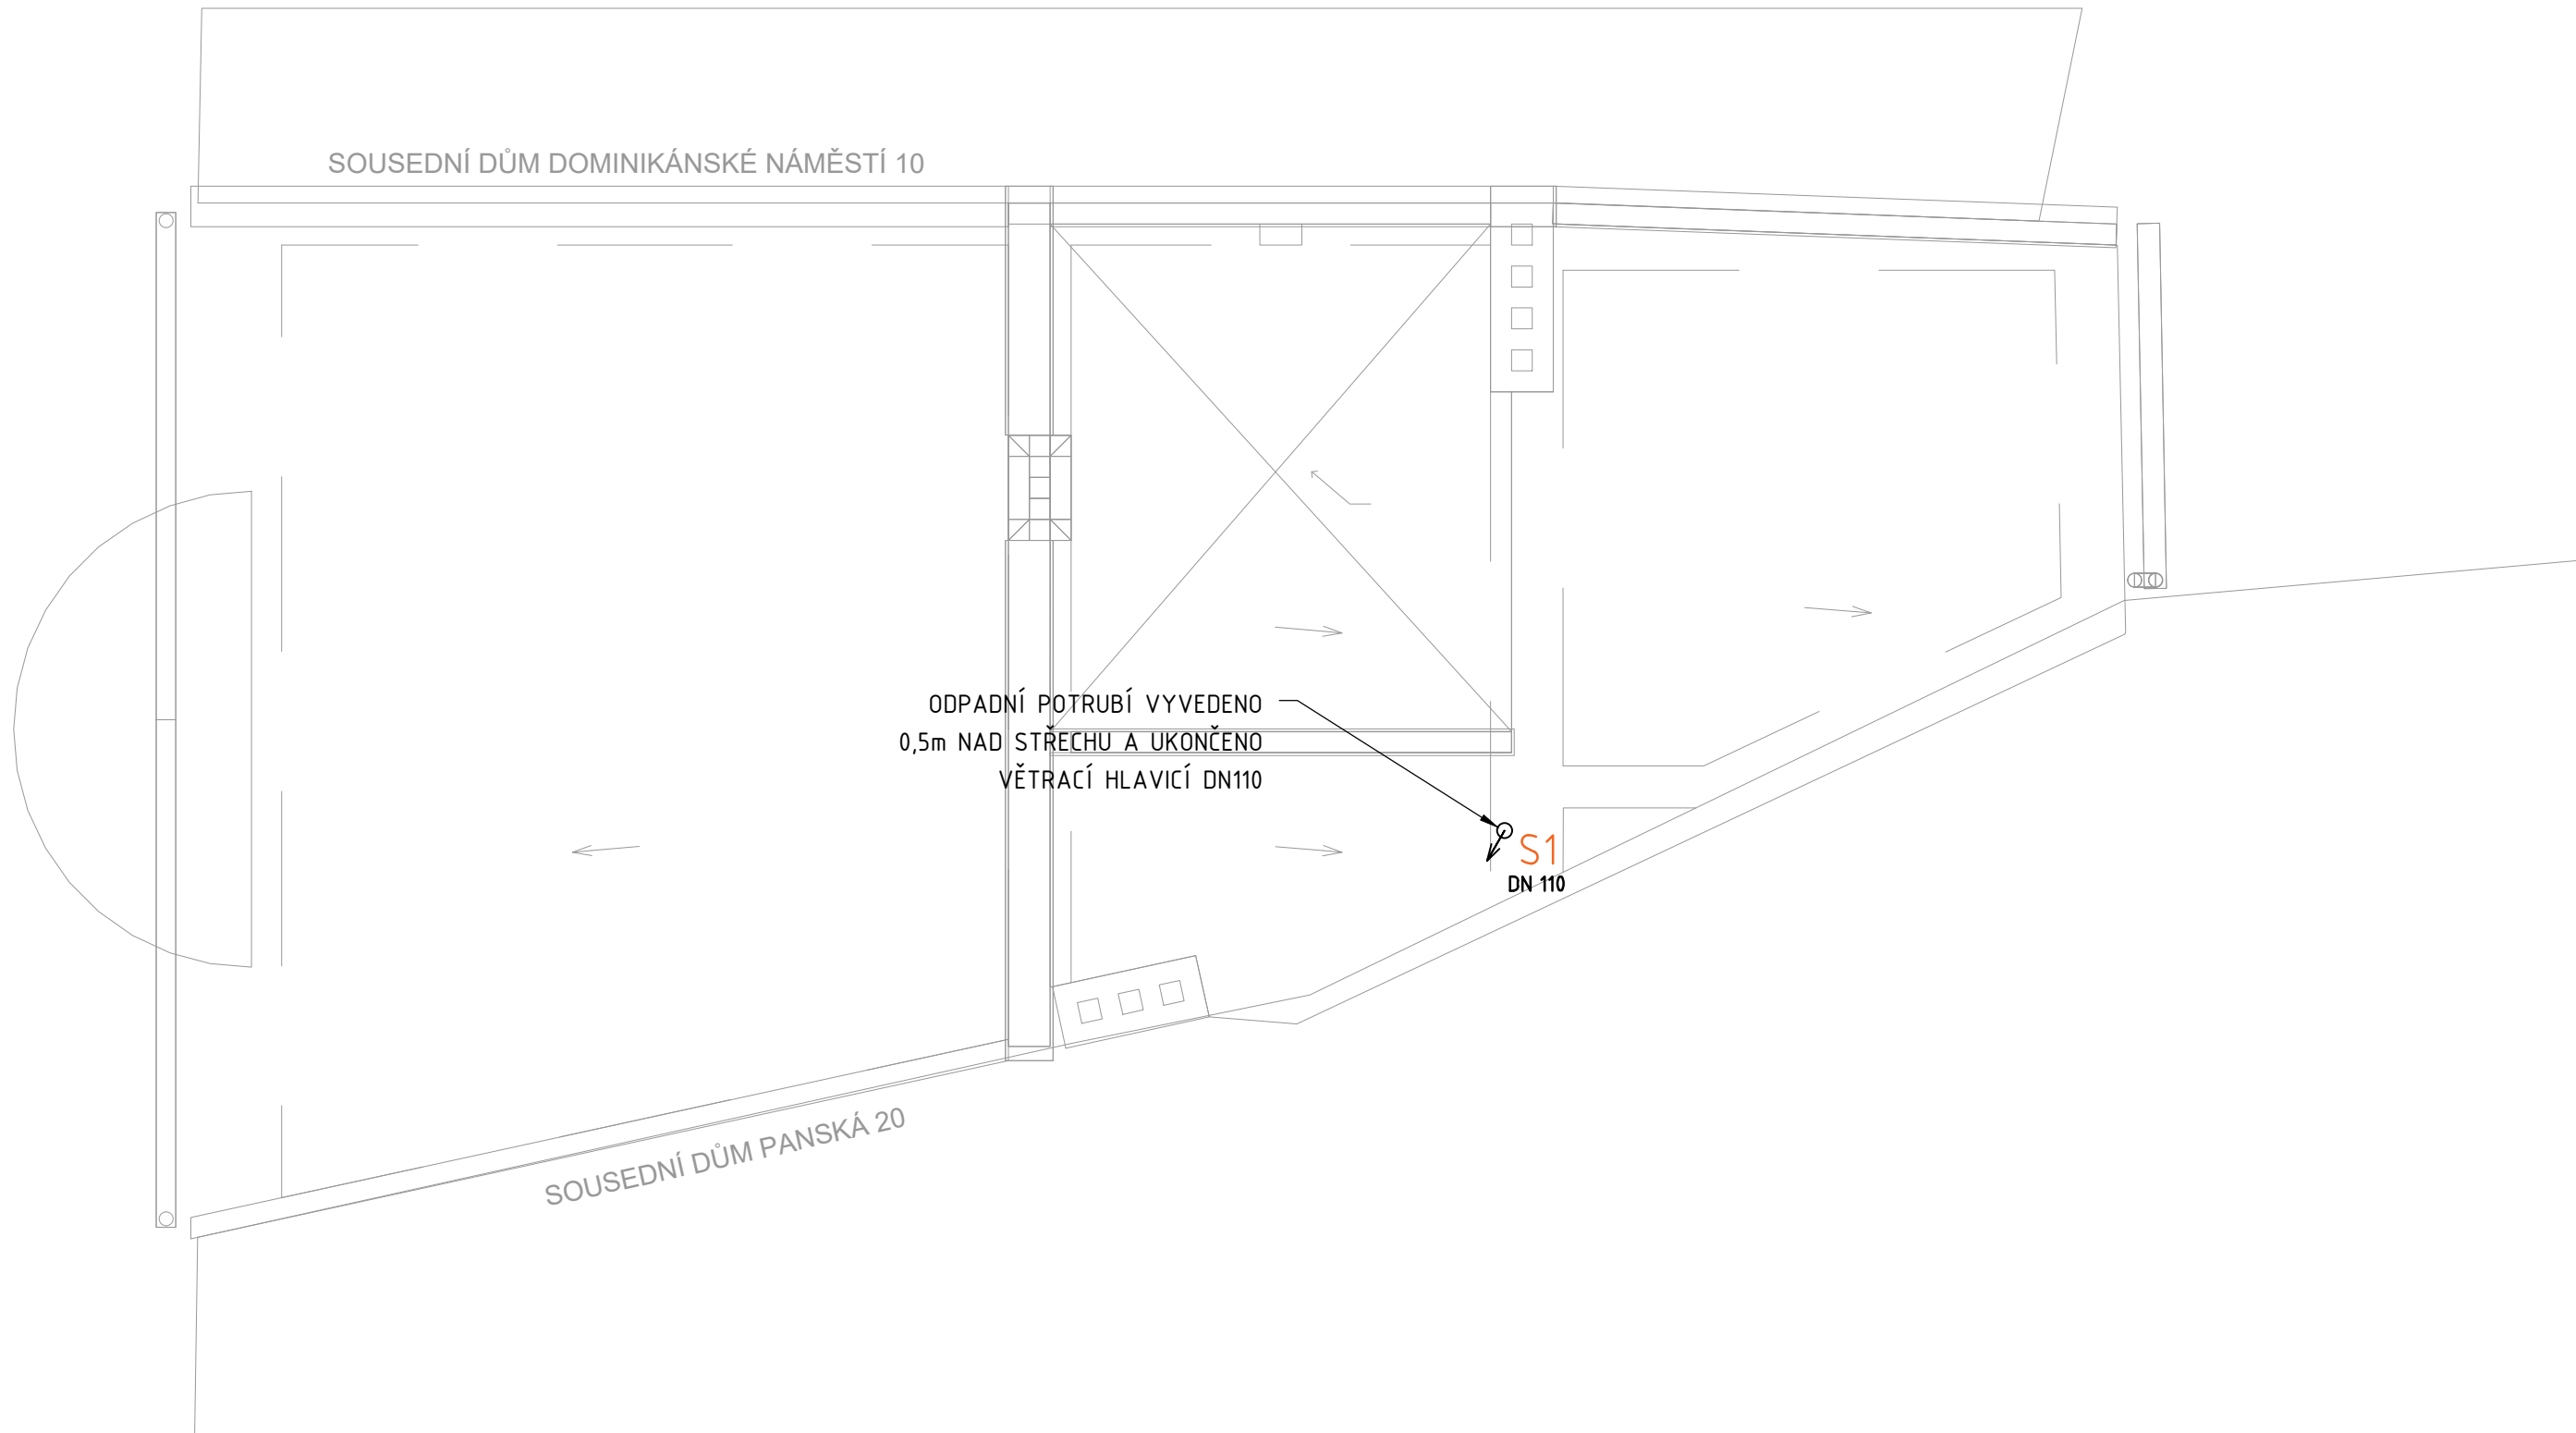 SOUSEDNÍ DŮM DOMINIKÁNSKÉ NÁMĚSTÍ 10
ODPADNÍ POTRUBÍ VYVEDENO
0,5m NAD STŘECHU A UKONČENO
VĚTRACÍ HLAVICÍ DN110
S1
DN 110
SOUSEDNÍ DŮM PANSKÁ 20